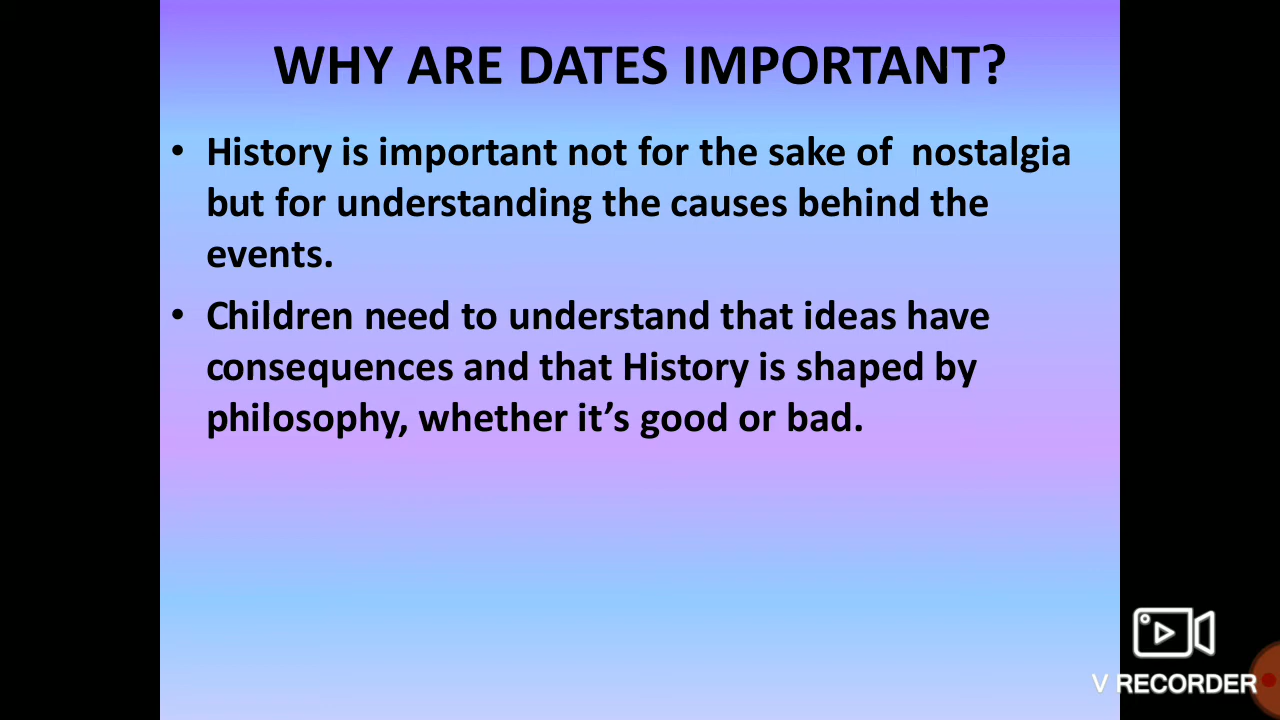 WHY ARE DATES IMPORTANT?
• History is important not for the sake of  nostalgia
but for understanding the causes behind the
events.
• Children need to understand that ideas have
consequences and that History is shaped by
philosophy, whether it’s good or bad.
V RECORDER